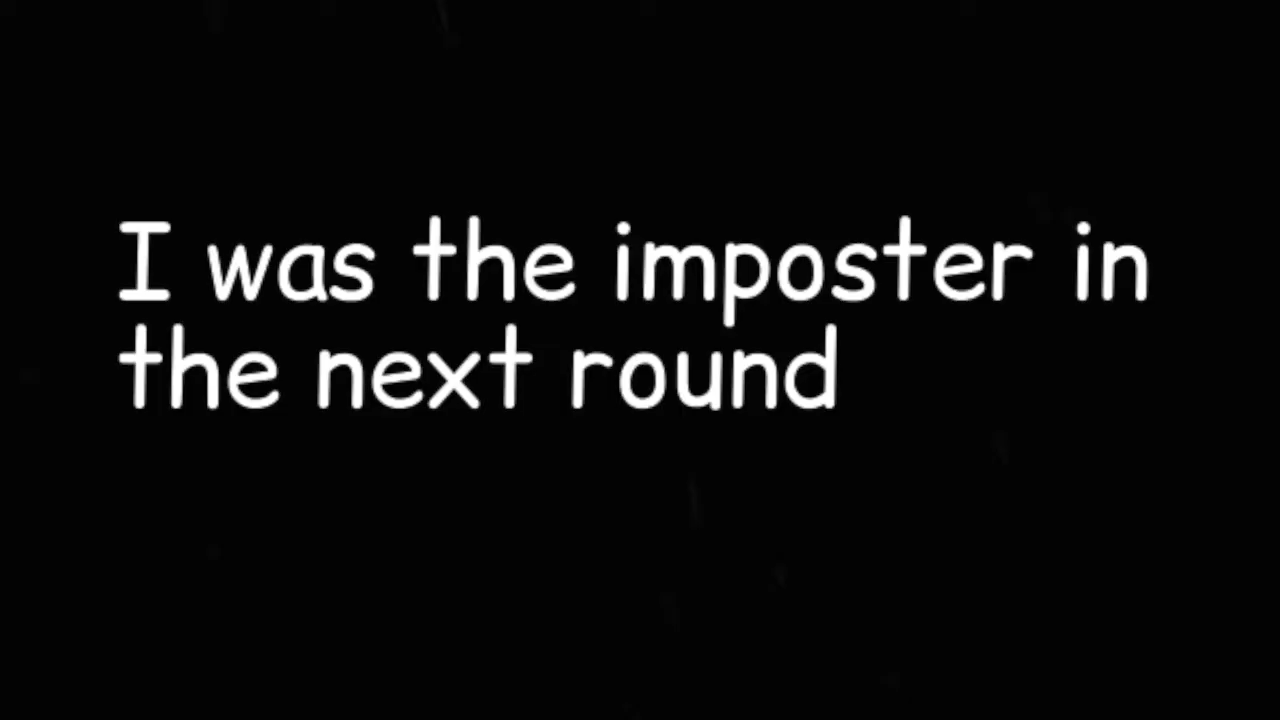 I was the imposter in
the next round